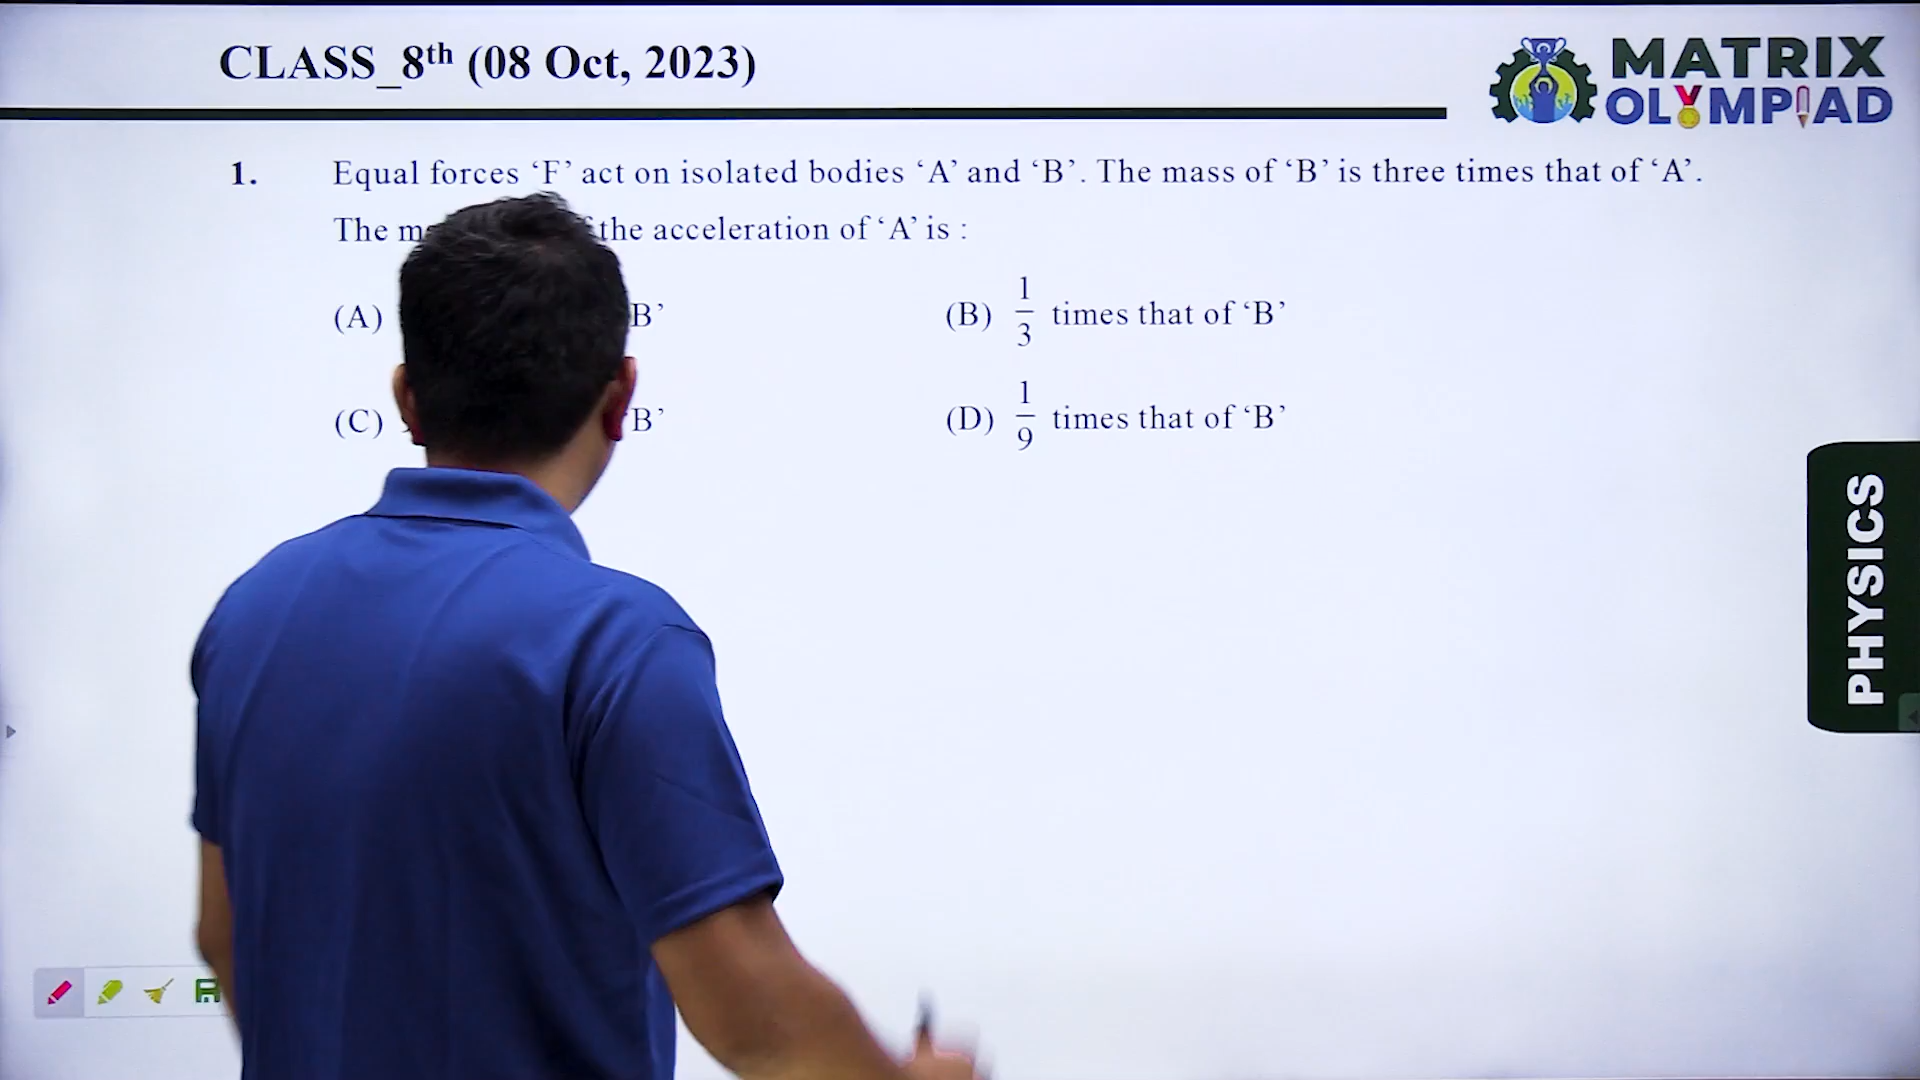 CLASS_8th (08 Oct, 2023)
MATRIX
OLYMPIAD
1. Equal forces ‘F’ act on isolated bodies ‘A’ and ‘B’. The mass of ‘B’ is three times that of ‘A’.
The the acceleration of ‘A’ is :
(A) B’ (B) 1/3 times that of ‘B’
(C) ‘B’ (D) 1/9 times that of ‘B’
PHYSICS